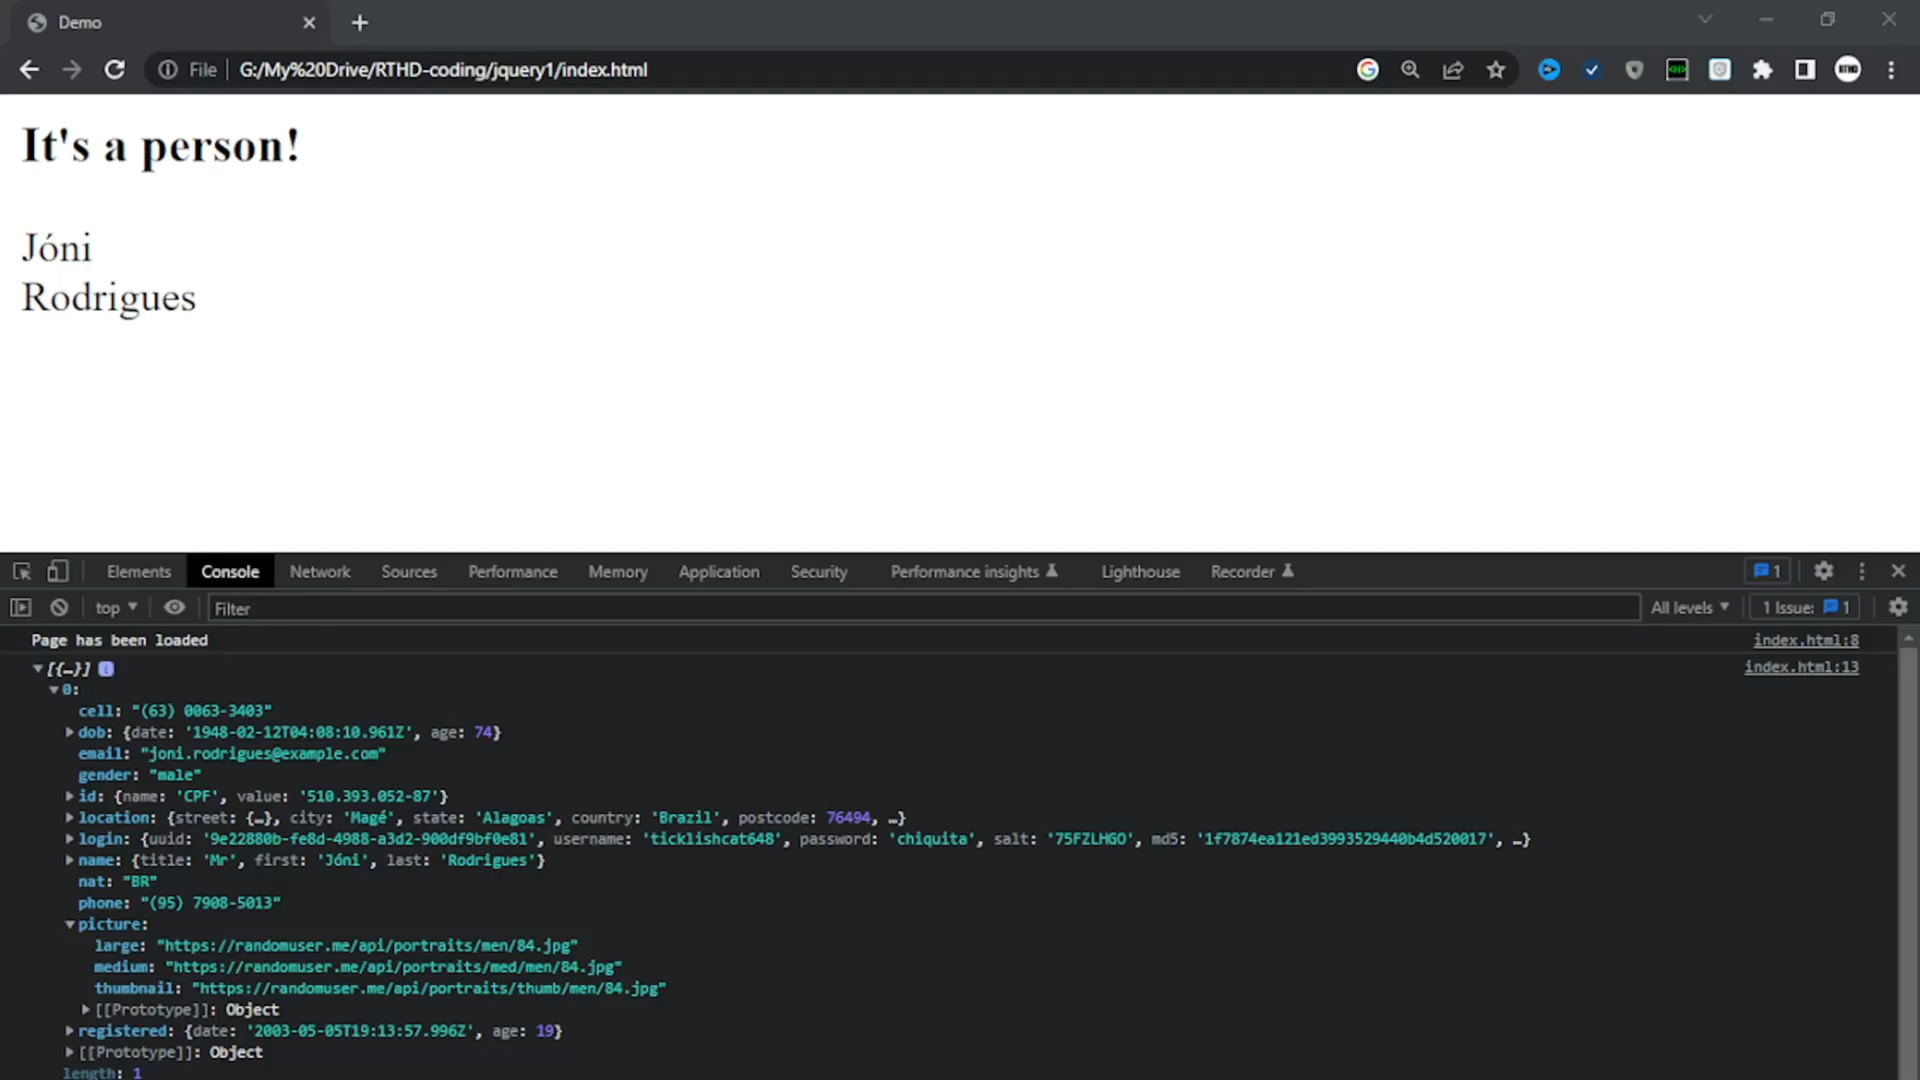 Demo
File G:/My%20Drive/RTHD-coding/jquery1/index.html
It's a person!
Jóni
Rodrigues
Elements Console Network Sources Performance Memory Application Security Performance insights Lighthouse Recorder 1
top Filter All levels 1 Issue: 1
Page has been loaded index.html:8
[{…}] i index.html:13
0:
cell: "(63) 0063-3403"
dob: {date: '1948-02-12T04:08:10.961Z', age: 74}
email: "joni.rodrigues@example.com"
gender: "male"
id: {name: 'CPF', value: '510.393.052-87'}
location: {street: {…}, city: 'Magé', state: 'Alagoas', country: 'Brazil', postcode: 76494, …}
login: {uuid: '9e22880b-fe8d-4988-a3d2-900df9bf0e81', username: 'ticklishcat648', password: 'chiquita', salt: '75FZLHGO', md5: '1f7874ea121ed3993529440b4d520017', …}
name: {title: 'Mr', first: 'Jóni', last: 'Rodrigues'}
nat: "BR"
phone: "(95) 7908-5013"
picture:
large: "https://randomuser.me/api/portraits/men/84.jpg"
medium: "https://randomuser.me/api/portraits/med/men/84.jpg"
thumbnail: "https://randomuser.me/api/portraits/thumb/men/84.jpg"
[[Prototype]]: Object
registered: {date: '2003-05-05T19:13:57.996Z', age: 19}
[[Prototype]]: Object
length: 1